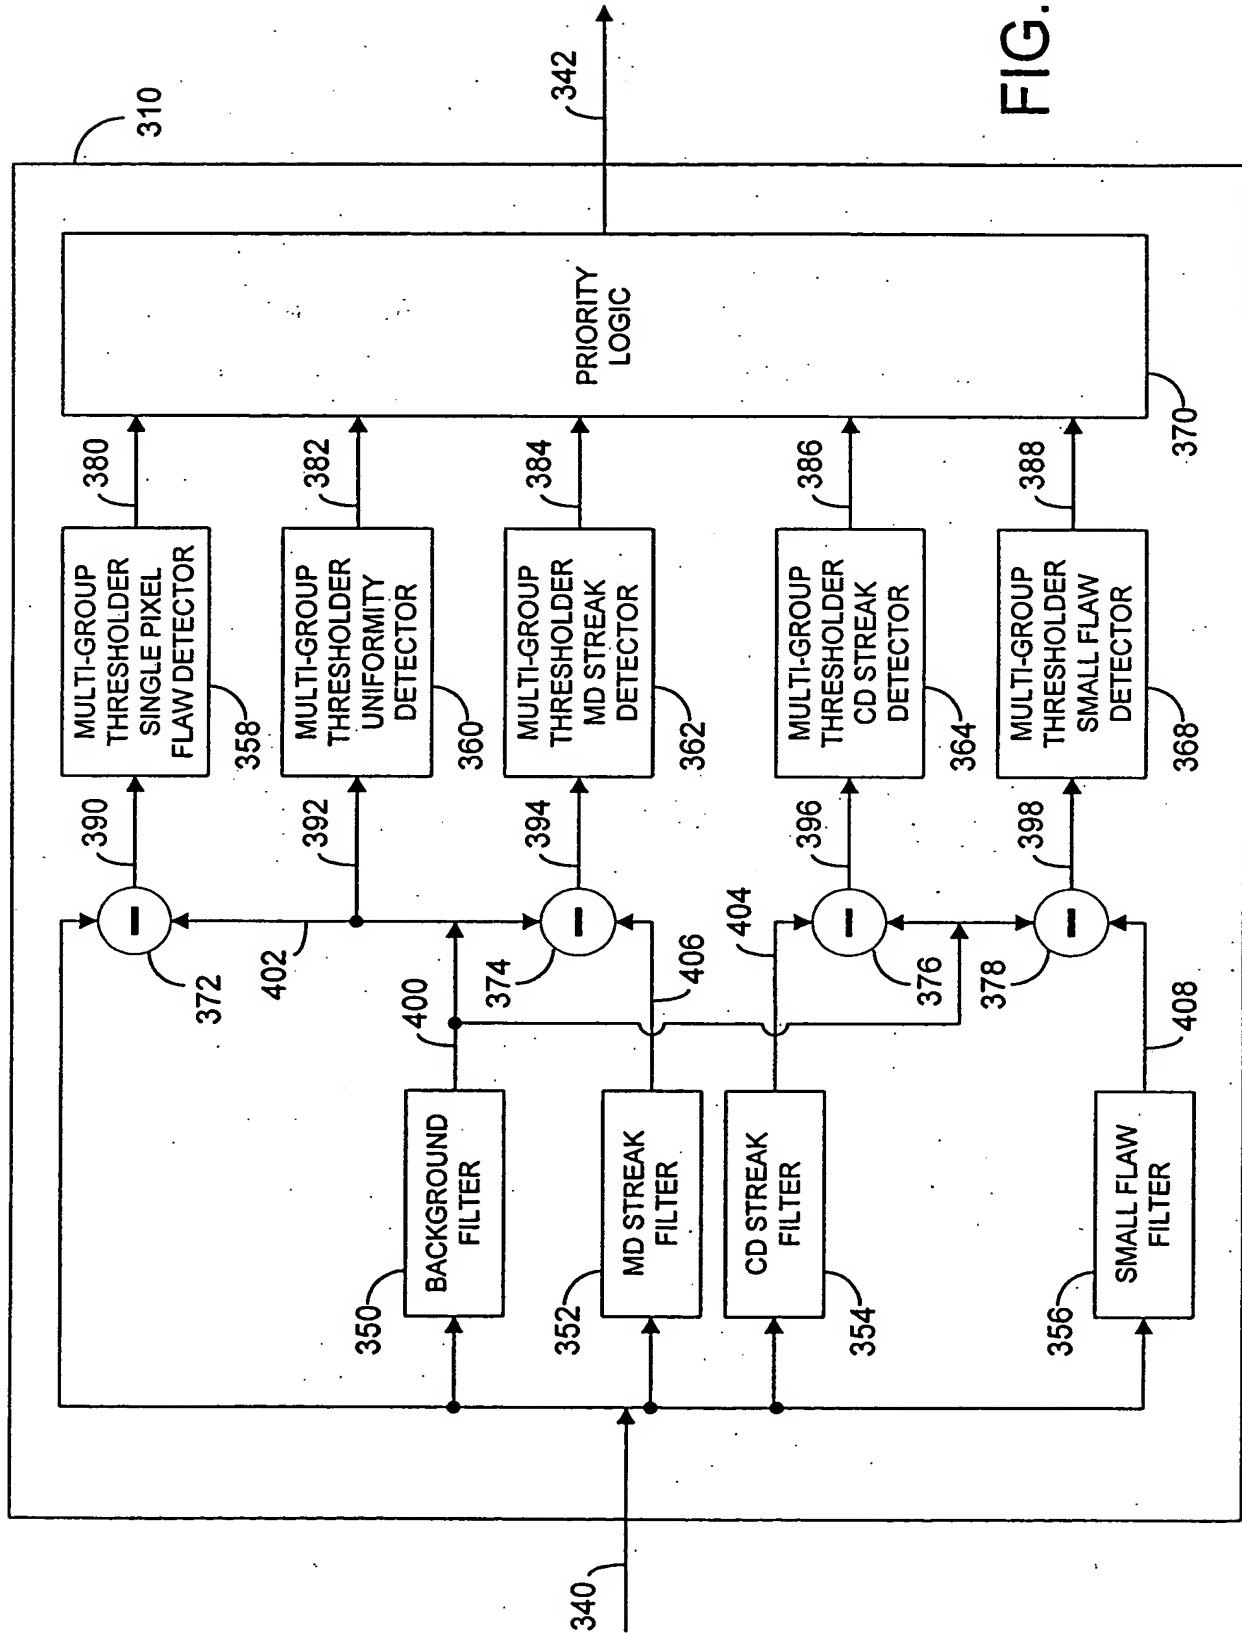 310
340
342
350
BACKGROUND
FILTER
352
MD STREAK
FILTER
354
CD STREAK
FILTER
356
SMALL FLAW
FILTER
400
402
406
404
408
372
374
376
378
390
392
394
396
398
MULTI-GROUP
THRESHOLDER
SINGLE PIXEL
FLAW DETECTOR
358
MULTI-GROUP
THRESHOLDER
UNIFORMITY
DETECTOR
360
MULTI-GROUP
THRESHOLDER
MD STREAK
DETECTOR
362
MULTI-GROUP
THRESHOLDER
CD STREAK
DETECTOR
364
MULTI-GROUP
THRESHOLDER
SMALL FLAW
DETECTOR
368
380
382
384
386
388
PRIORITY
LOGIC
370
FIG.